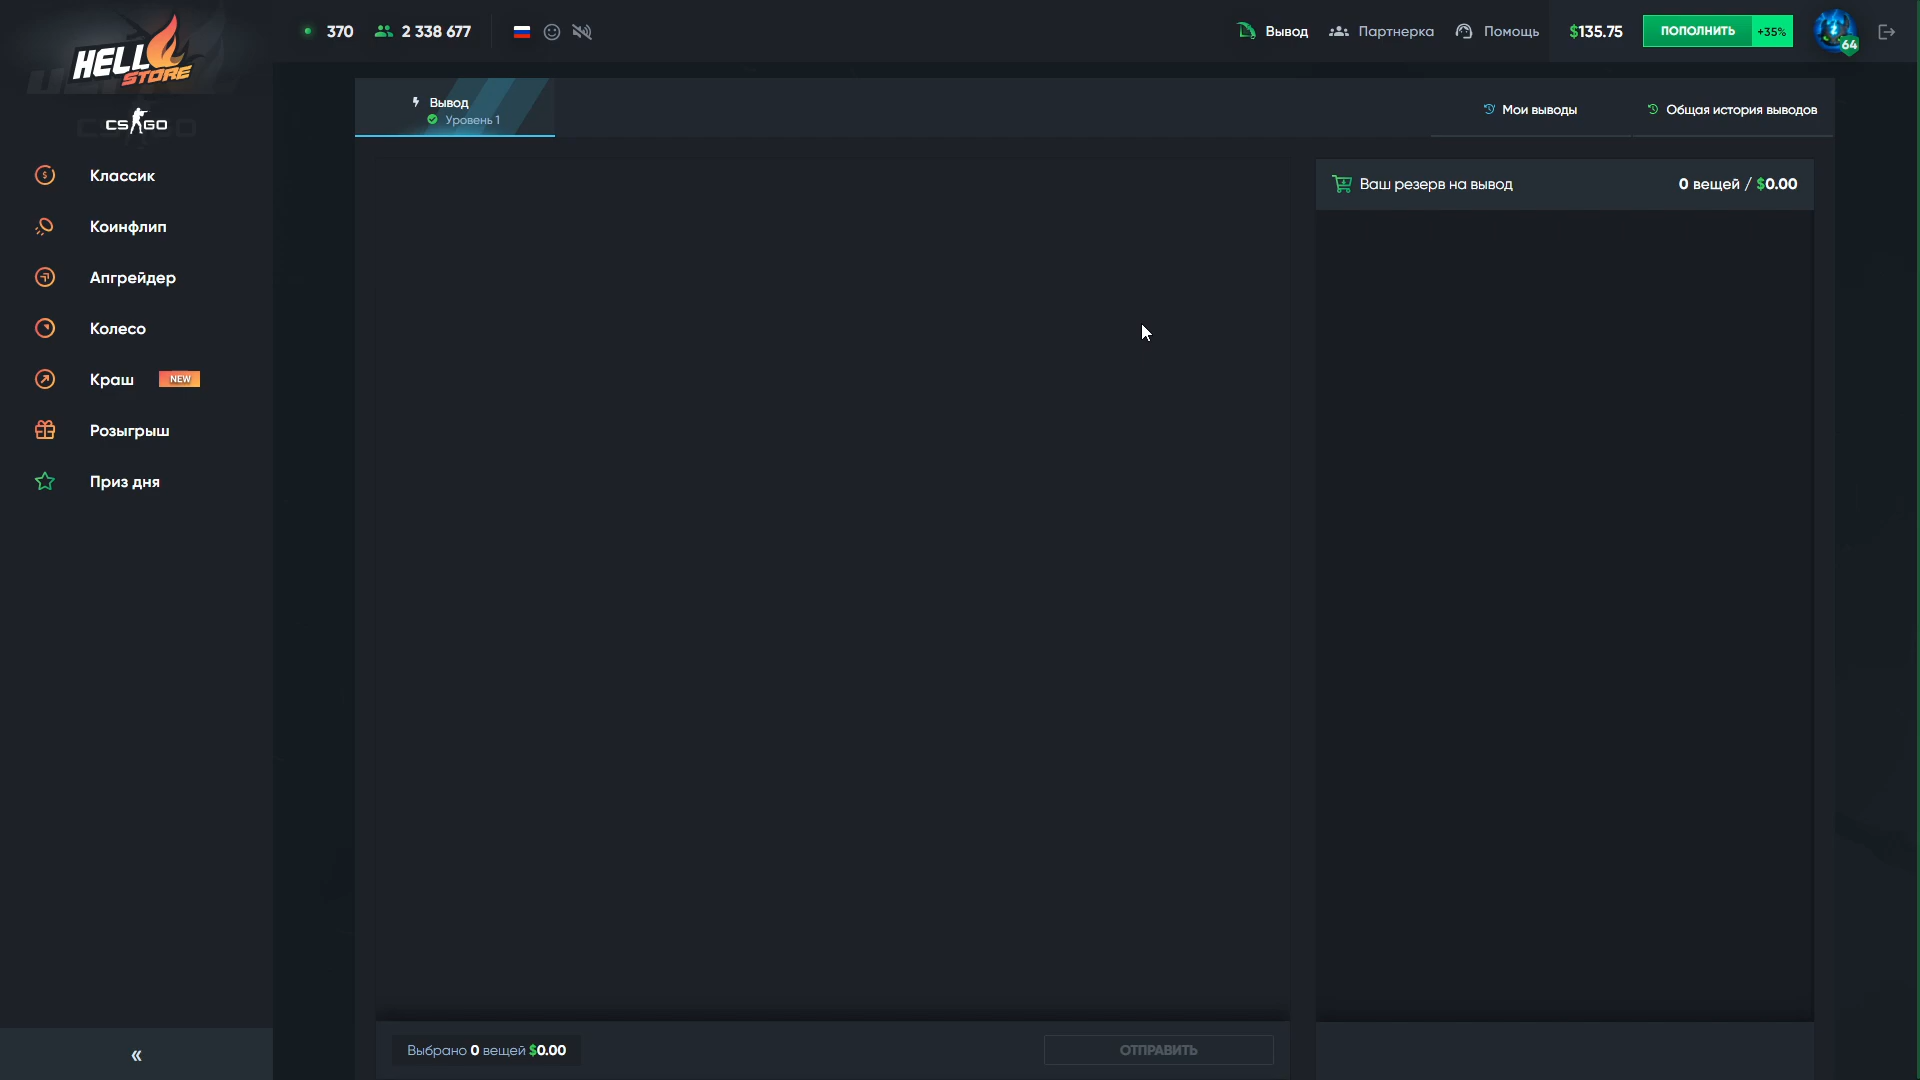 HELL
STORE
CS GO
370
2 338 677
Вывод
Партнерка
Помощь
$135.75
ПОПОЛНИТЬ
+35%
64
Вывод
Уровень 1
Мои выводы
Общая история выводов
Классик
Коинфлип
Апгрейдер
Колесо
Краш
NEW
Розыгрыш
Приз дня
Ваш резерв на вывод
0 вещей / $0.00
Выбрано 0 вещей $0.00
ОТПРАВИТЬ
«